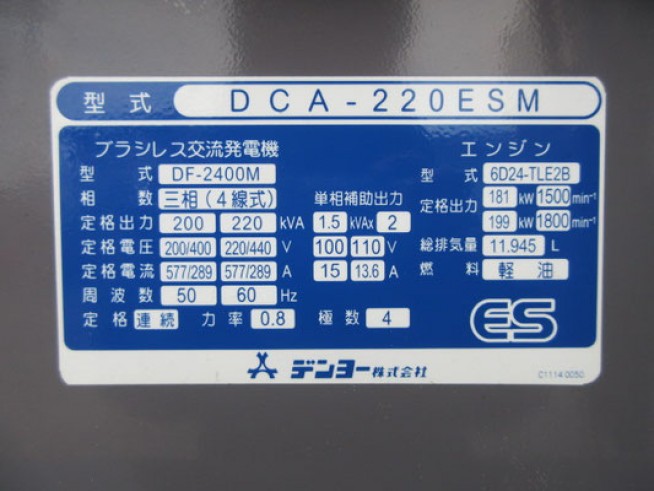 型式 DCA-220ESM
ブラシレス交流発電機
型式 DF-2400M
相数 三相(4線式) 単相補助出力
定格出力 200 220 kVA 1.5 kVAx 2
定格電圧 200/400 220/440 V 100 110 V
定格電流 577/289 577/289 A 15 13.6 A
周波数 50 60 Hz
定格 連続 力率 0.8 極数 4
エンジン
型式 6D24-TLE2B
定格出力 181 kW 1500 min⁻¹
199 kW 1800 min⁻¹
総排気量 11.945 L
燃料 軽油
ES
デンヨー株式会社
C1114 0050